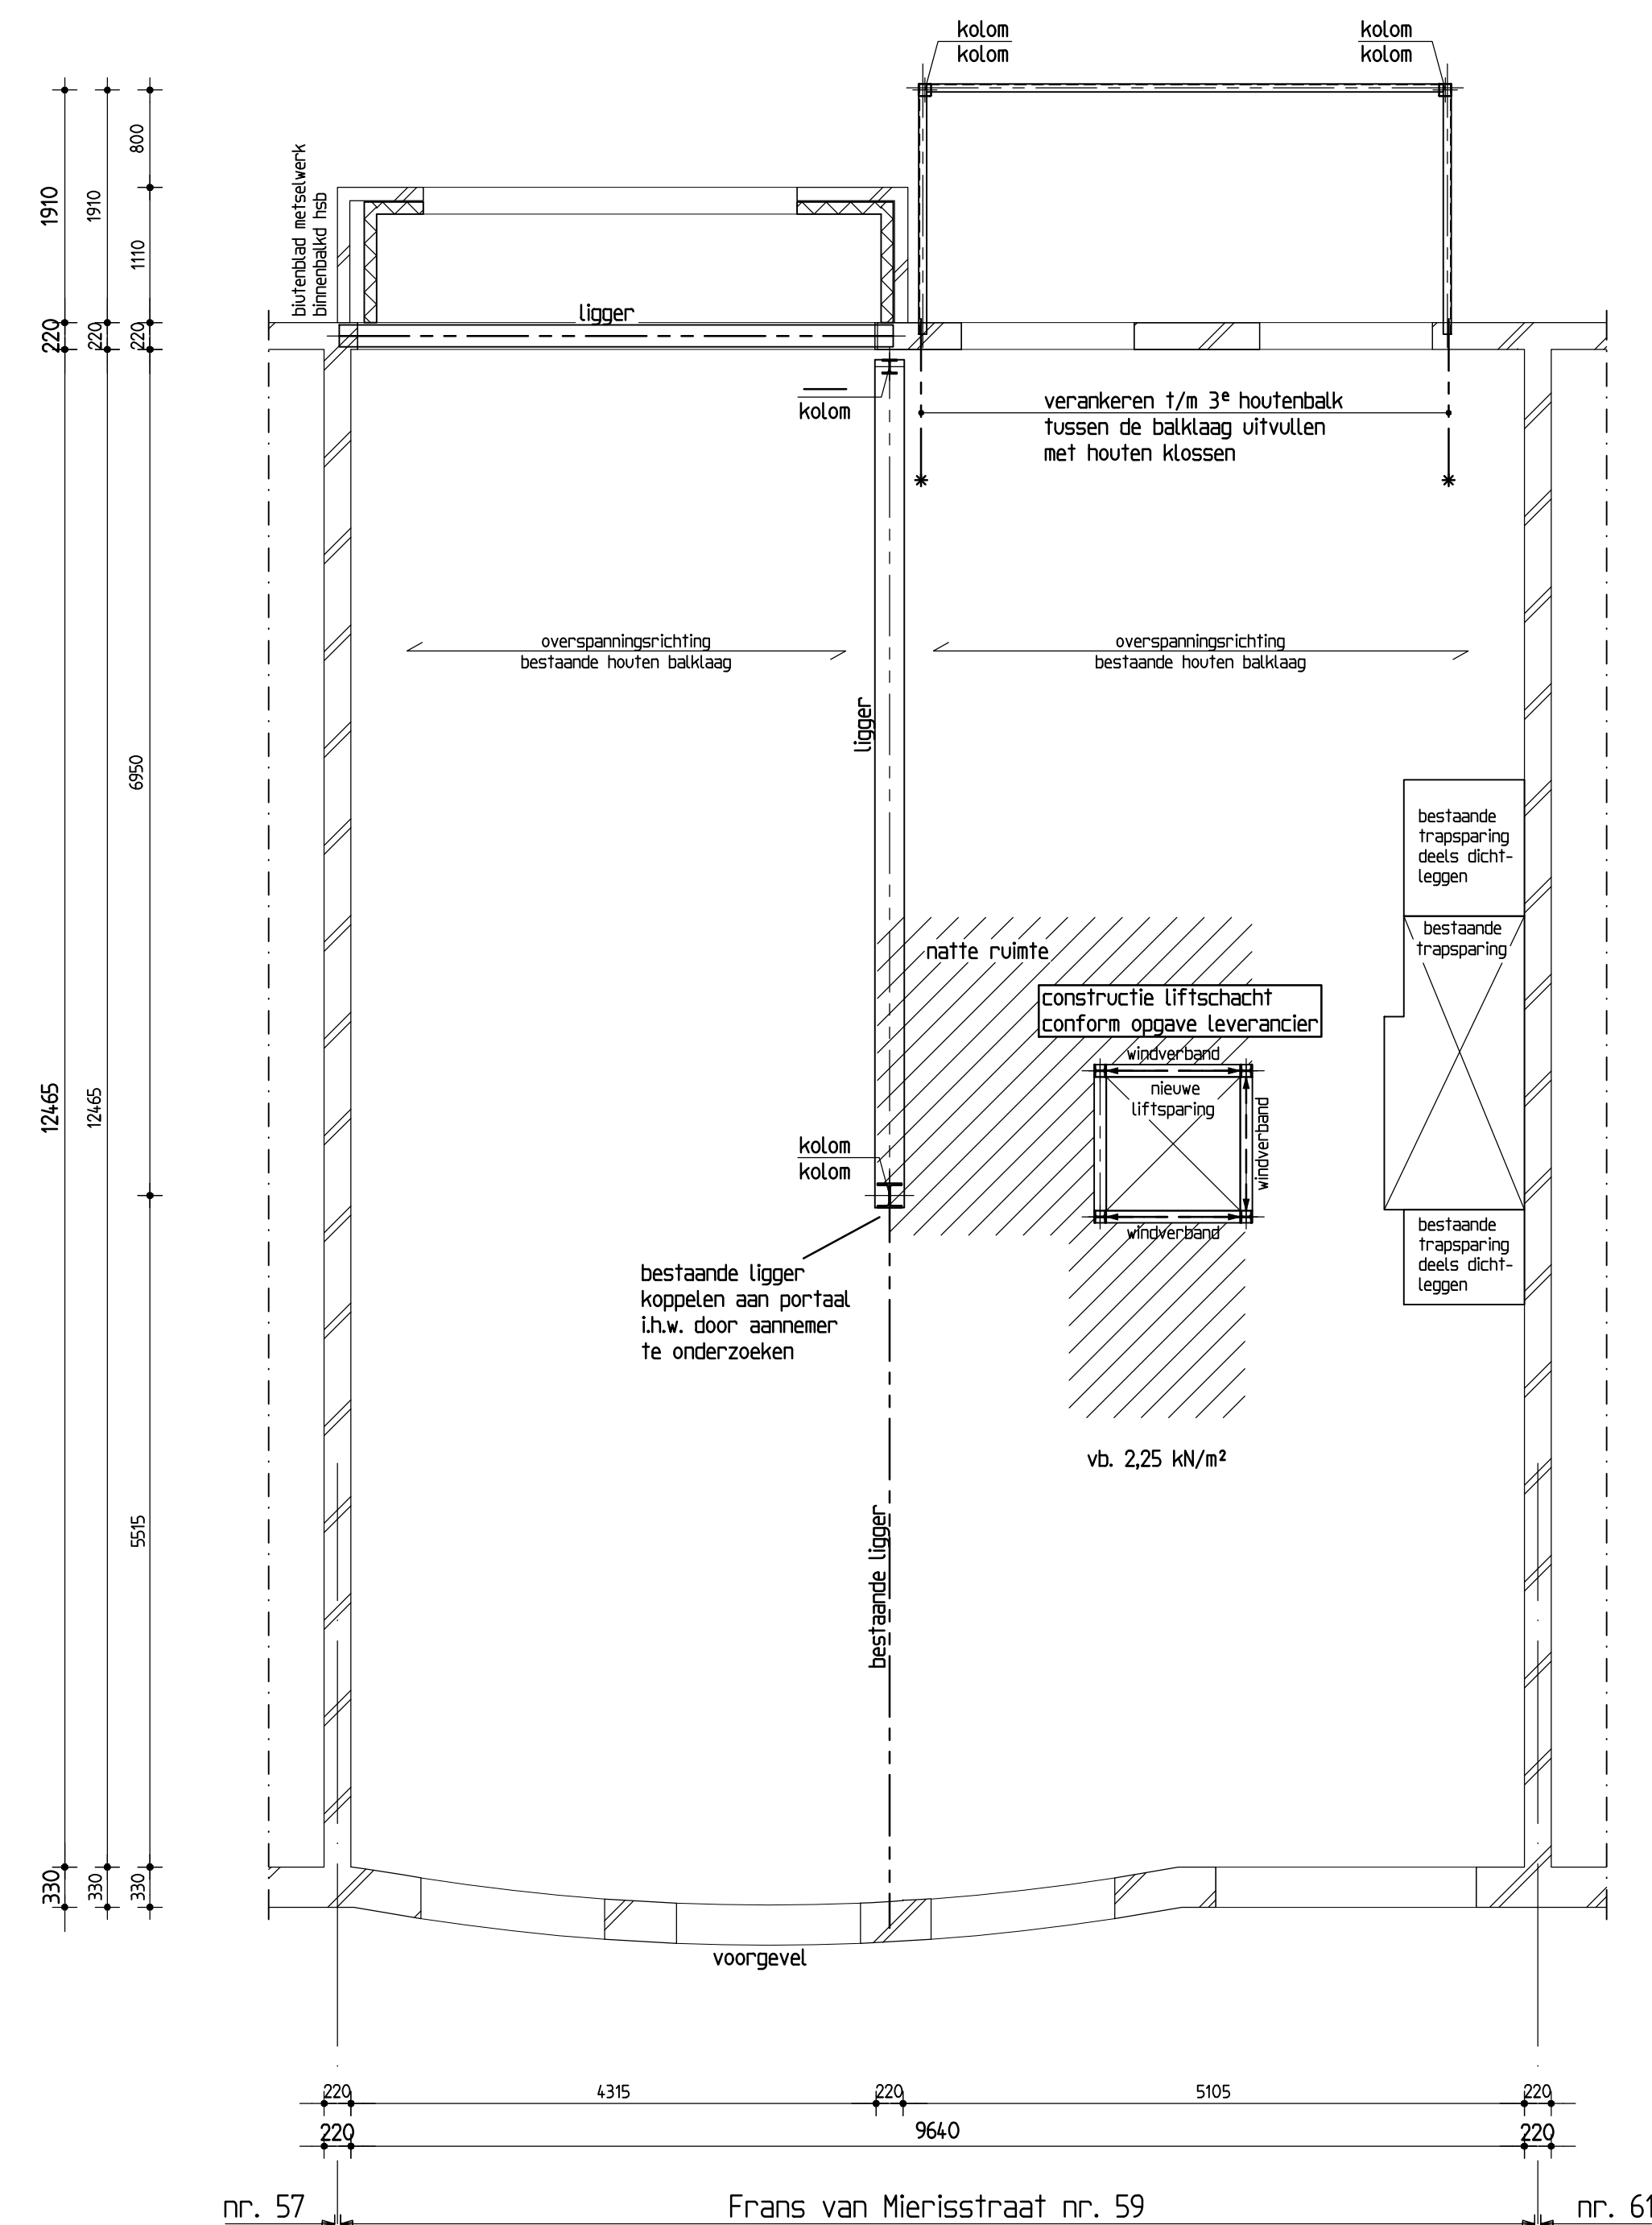 kolom
kolom
kolom
kolom
800
1910
1910
1110
biutenblad metselwerk
binnenbalkd hsb
220
220
220
ligger
kolom
verankeren t/m 3ᵉ houtenbalk
tussen de balklaag uitvullen
met houten klossen
overspanningsrichting
bestaande houten balklaag
overspanningsrichting
bestaande houten balklaag
ligger
6950
bestaande
trapsparing
deels dicht-
leggen
bestaande
trapsparing
natte ruimte
constructie liftschacht
conform opgave leverancier
windverband
nieuwe
liftsparing
windverband
windverband
12465
12465
kolom
kolom
bestaande
trapsparing
deels dicht-
leggen
bestaande ligger
koppelen aan portaal
i.h.w. door aannemer
te onderzoeken
vb. 2,25 kN/m²
5515
bestaande ligger
330
330
330
voorgevel
220
4315
220
5105
220
220
9640
220
nr. 57
Frans van Mierisstraat nr. 59
nr. 61